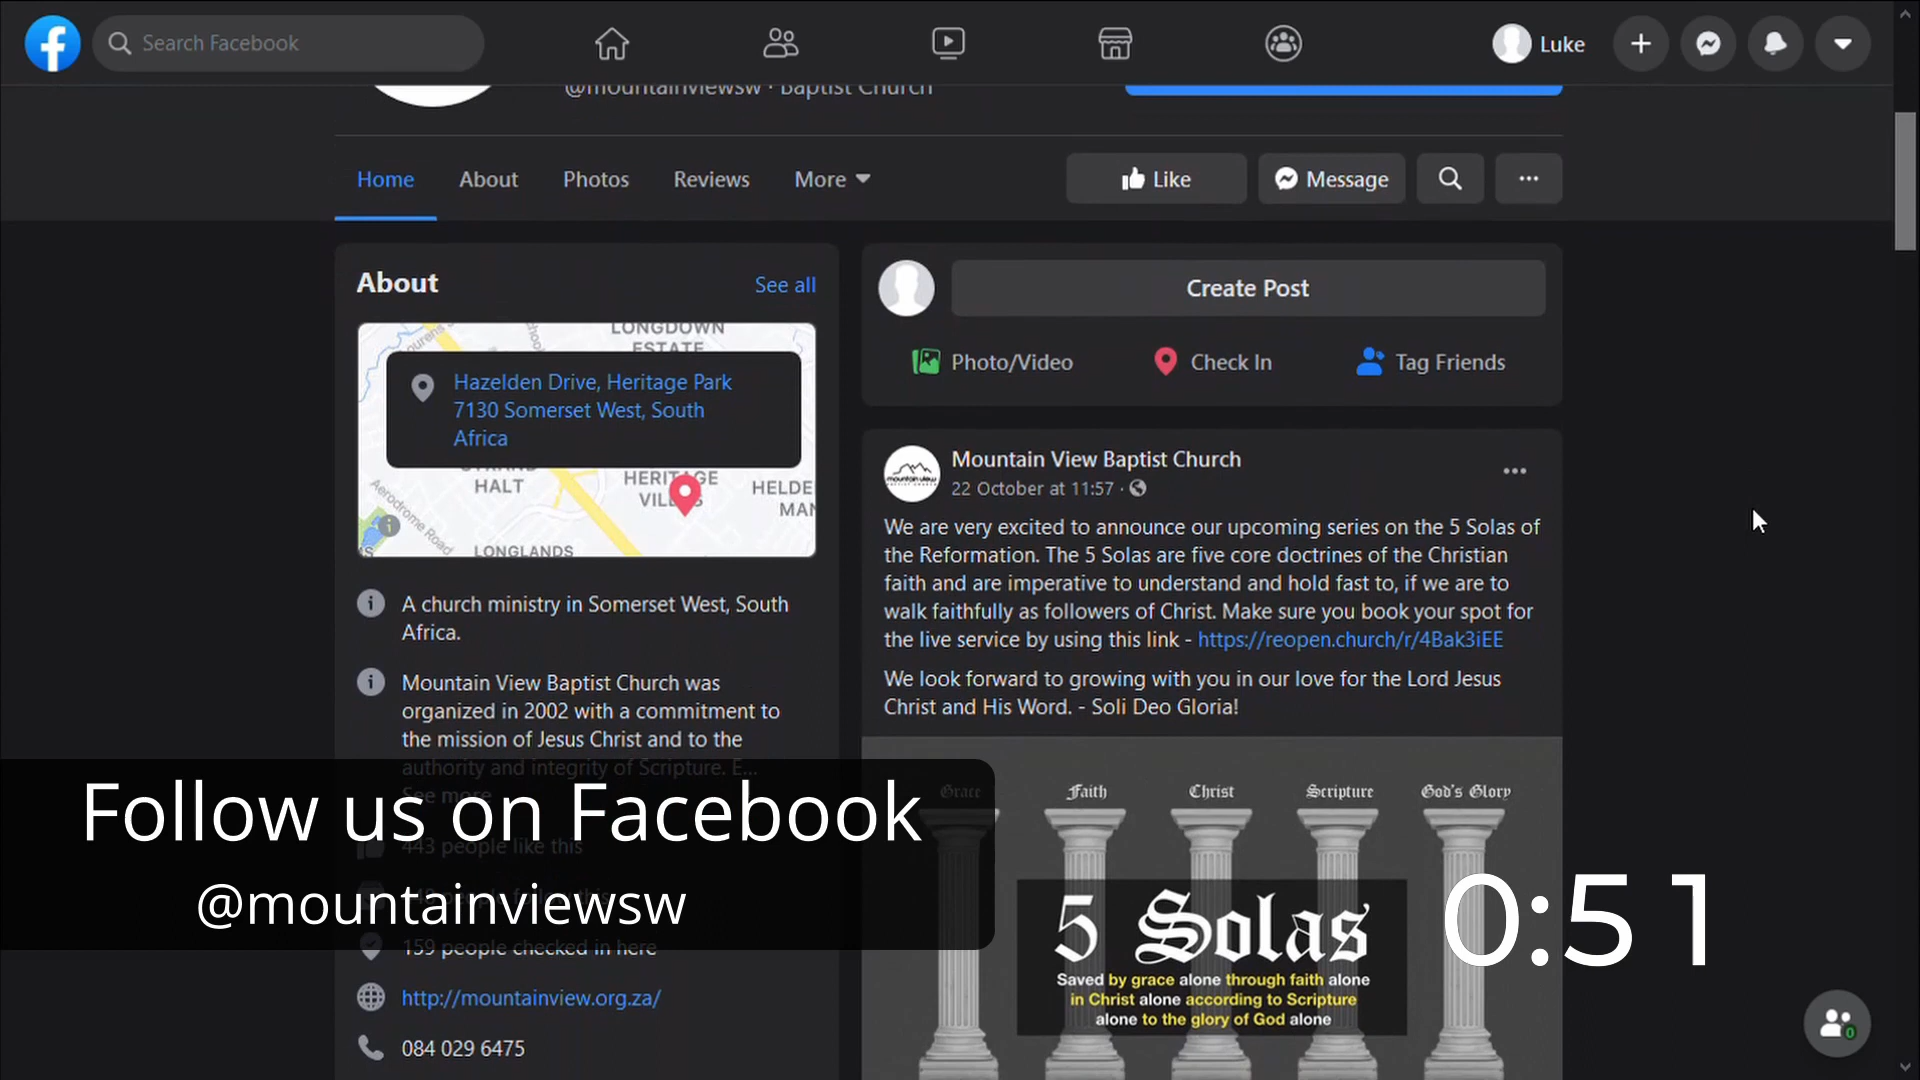 Search Facebook
Luke
@mountainviewsw · Baptist Church
Home
About
Photos
Reviews
More
Like
Message
About
See all
LONGDOWN
ESTATE
Hazelden Drive, Heritage Park
7130 Somerset West, South
Africa
STRAND
HALT
HERITAGE
HELDE
MAN
Aerodrome Road
LONGLANDS
A church ministry in Somerset West, South
Africa.
Mountain View Baptist Church was
organized in 2002 with a commitment to
the mission of Jesus Christ and to the
authority and integrity of Scripture. E...
See more
443 people like this
159 people checked in here
http://mountainview.org.za/
084 029 6475
Create Post
Photo/Video
Check In
Tag Friends
mountain view
Mountain View Baptist Church
22 October at 11:57 ·
We are very excited to announce our upcoming series on the 5 Solas of
the Reformation. The 5 Solas are five core doctrines of the Christian
faith and are imperative to understand and hold fast to, if we are to
walk faithfully as followers of Christ. Make sure you book your spot for
the live service by using this link - https://reopen.church/r/4Bak3iEE
We look forward to growing with you in our love for the Lord Jesus
Christ and His Word. - Soli Deo Gloria!
Grace
Faith
Christ
Scripture
God's Glory
5 Solas
Saved by grace alone through faith alone
in Christ alone according to Scripture
alone to the glory of God alone
Follow us on Facebook
@mountainviewsw
0:51
0